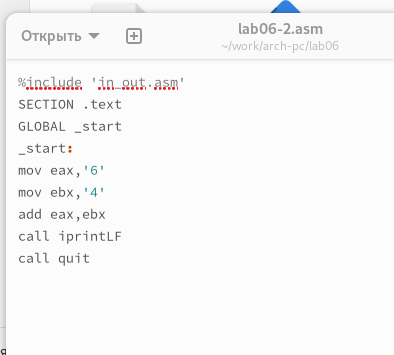 Открыть
lab06-2.asm
~/work/arch-pc/lab06
%include 'in_out.asm'
SECTION .text
GLOBAL _start
_start:
mov eax,'6'
mov ebx,'4'
add eax,ebx
call iprintLF
call quit
я